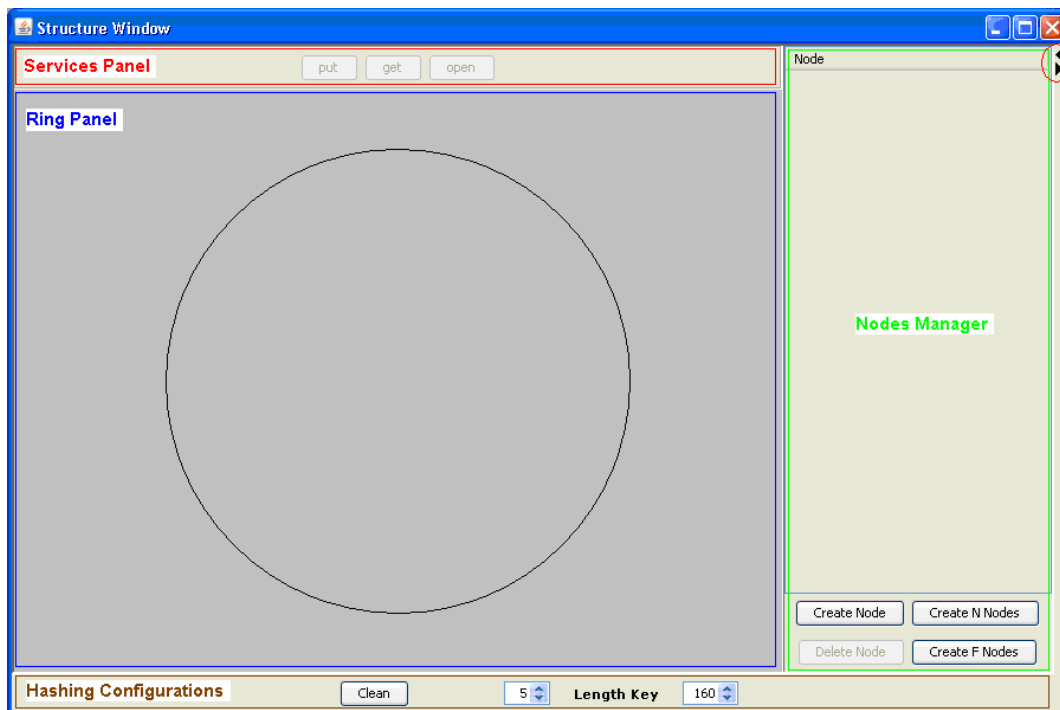 Structure Window
Services Panel
put
get
open
Node
Ring Panel
Nodes Manager
Create Node
Create N Nodes
Delete Node
Create F Nodes
Hashing Configurations
Clean
5
Length Key
160